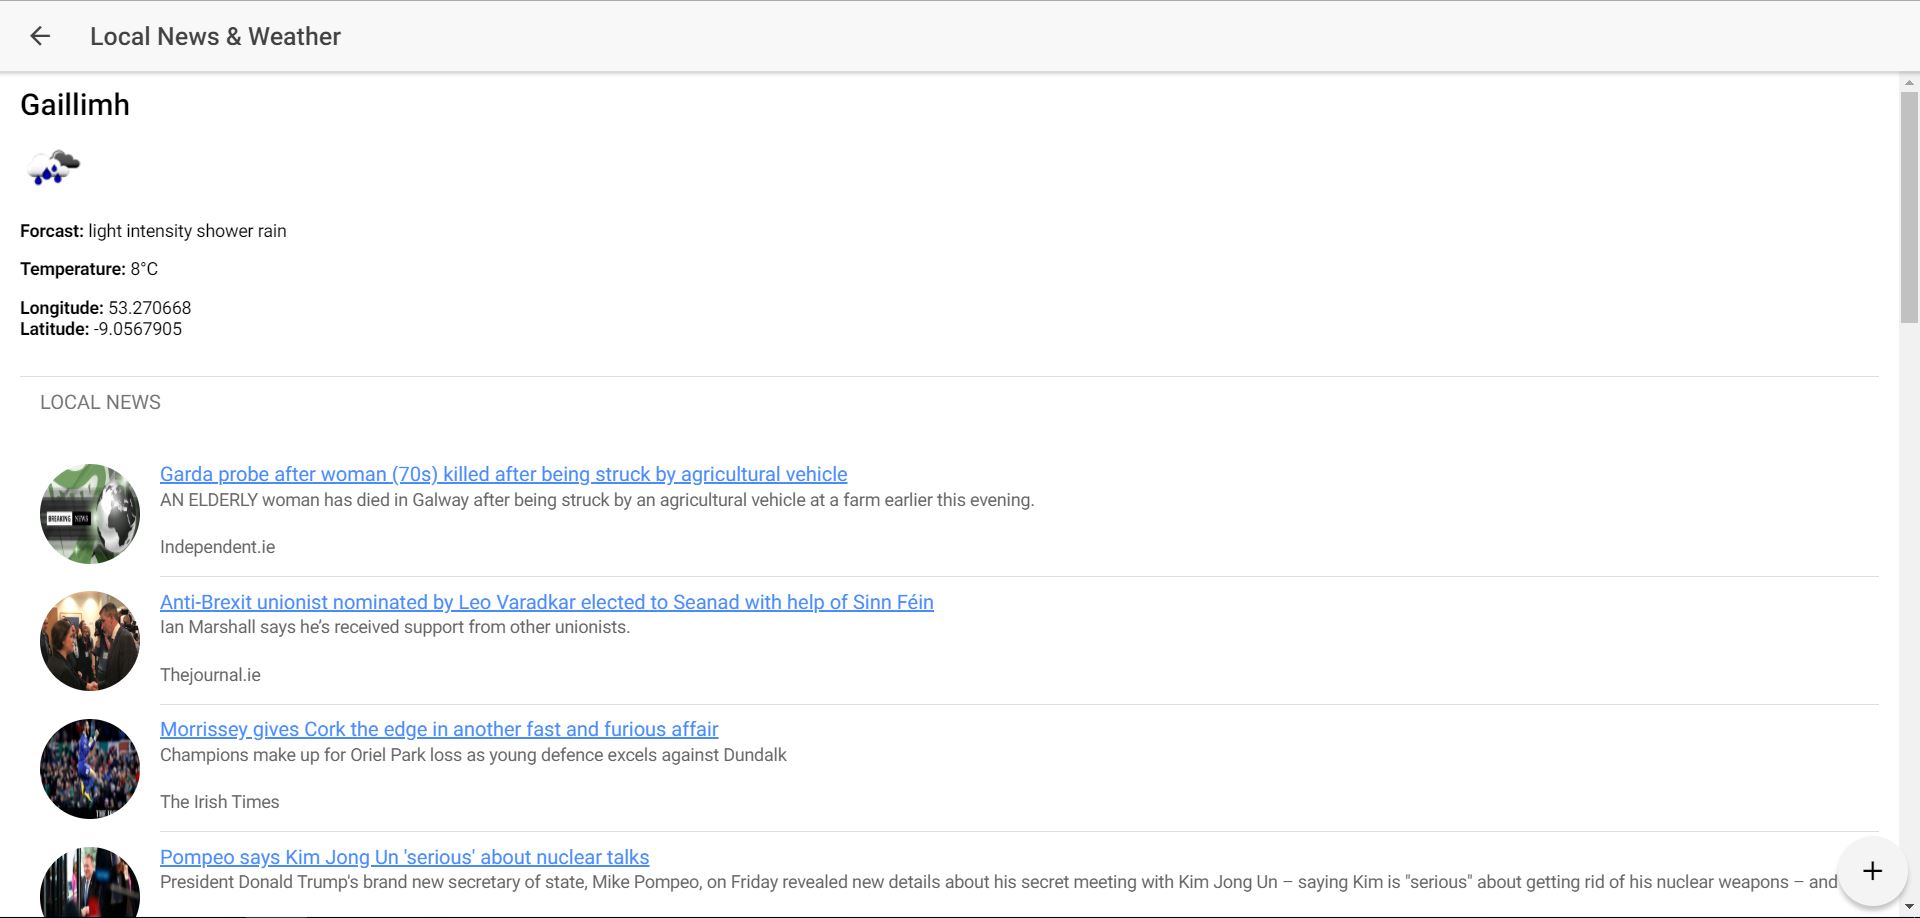 Local News & Weather
Gaillimh
Forcast: light intensity shower rain
Temperature: 8°C
Longitude: 53.270668
Latitude: -9.0567905
LOCAL NEWS
BREAKING NEWS
Garda probe after woman (70s) killed after being struck by agricultural vehicle
AN ELDERLY woman has died in Galway after being struck by an agricultural vehicle at a farm earlier this evening.
Independent.ie
Anti-Brexit unionist nominated by Leo Varadkar elected to Seanad with help of Sinn Féin
Ian Marshall says he’s received support from other unionists.
Thejournal.ie
Morrissey gives Cork the edge in another fast and furious affair
Champions make up for Oriel Park loss as young defence excels against Dundalk
The Irish Times
Pompeo says Kim Jong Un 'serious' about nuclear talks
President Donald Trump's brand new secretary of state, Mike Pompeo, on Friday revealed new details about his secret meeting with Kim Jong Un – saying Kim is "serious" about getting rid of his nuclear weapons – and